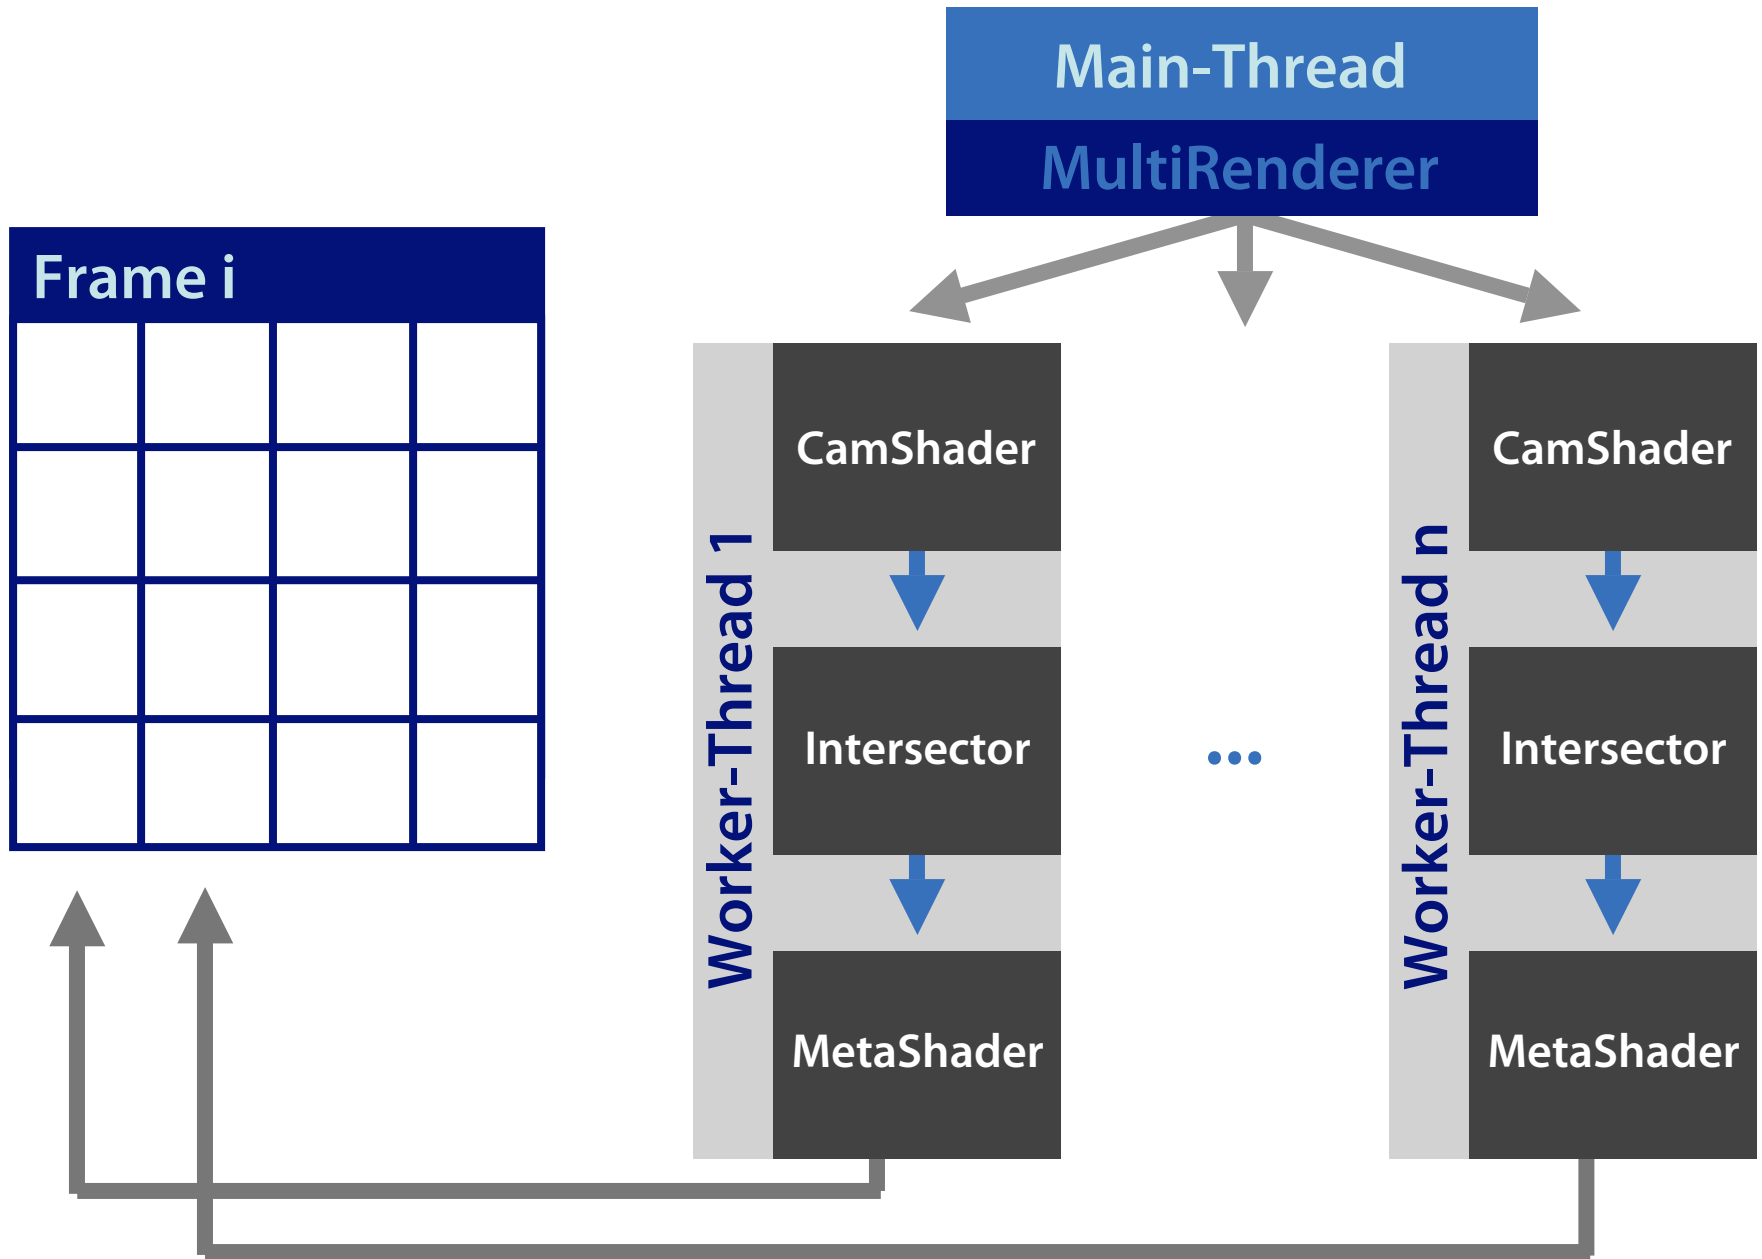 Main-Thread
MultiRenderer
Frame i
Worker-Thread 1
CamShader
Intersector
MetaShader
...
Worker-Thread n
CamShader
Intersector
MetaShader